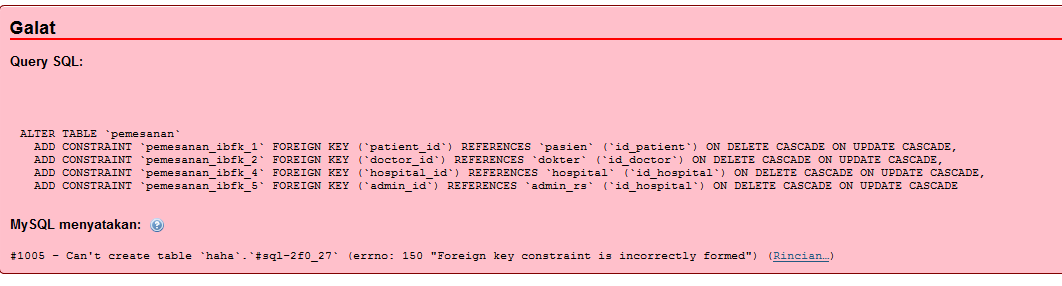 Galat
Query SQL:
ALTER TABLE `pemesanan`
ADD CONSTRAINT `pemesanan_ibfk_1` FOREIGN KEY (`patient_id`) REFERENCES `pasien` (`id_patient`) ON DELETE CASCADE ON UPDATE CASCADE,
ADD CONSTRAINT `pemesanan_ibfk_2` FOREIGN KEY (`doctor_id`) REFERENCES `dokter` (`id_doctor`) ON DELETE CASCADE ON UPDATE CASCADE,
ADD CONSTRAINT `pemesanan_ibfk_4` FOREIGN KEY (`hospital_id`) REFERENCES `hospital` (`id_hospital`) ON DELETE CASCADE ON UPDATE CASCADE,
ADD CONSTRAINT `pemesanan_ibfk_5` FOREIGN KEY (`admin_id`) REFERENCES `admin_rs` (`id_hospital`) ON DELETE CASCADE ON UPDATE CASCADE
MySQL menyatakan:
#1005 - Can't create table `haha`.`#sql-2f0_27` (errno: 150 "Foreign key constraint is incorrectly formed") (Rincian…)